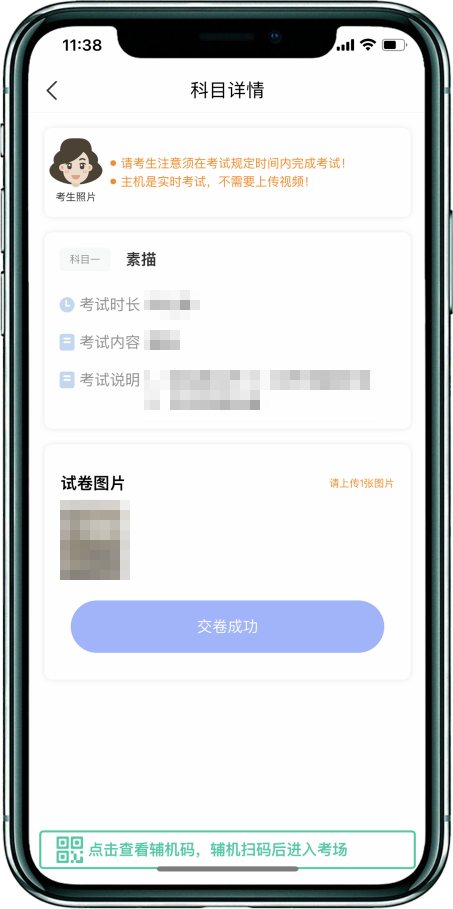 11:38
科目详情
请考生注意须在考试规定时间内完成考试！
主机是实时考试，不需要上传视频！
考生照片
科目一
素描
考试时长
考试内容
考试说明
试卷图片
请上传1张图片
交卷成功
点击查看辅机码，辅机扫码后进入考场